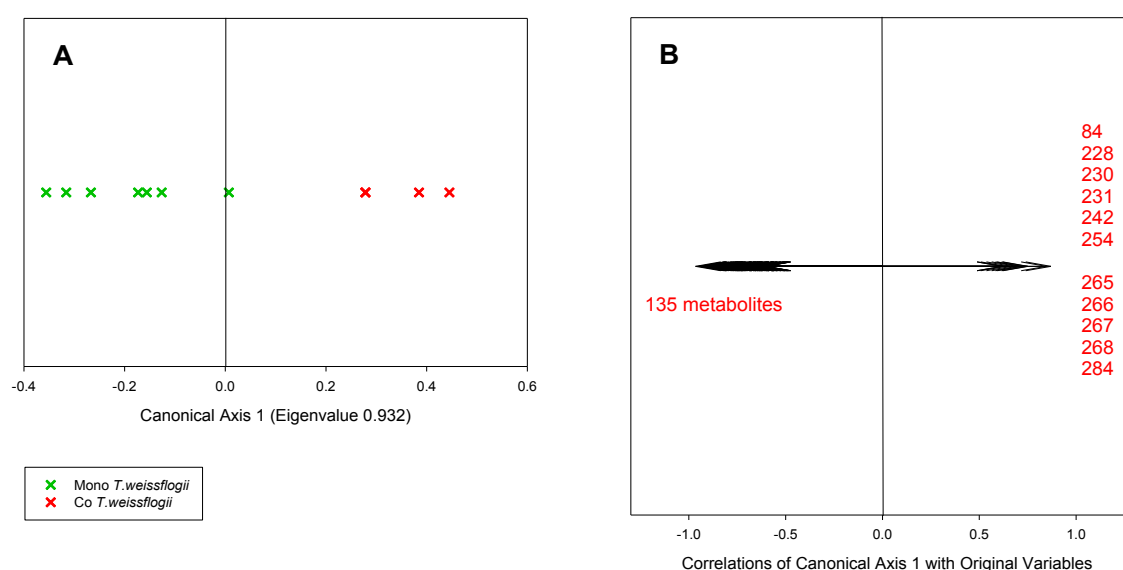 A
-0.4 -0.2 0.0 0.2 0.4 0.6
Canonical Axis 1 (Eigenvalue 0.932)
Mono T.weissflogii
Co T.weissflogii
B
84
228
230
231
242
254
265
266
267
268
284
135 metabolites
-1.0 -0.5 0.0 0.5 1.0
Correlations of Canonical Axis 1 with Original Variables